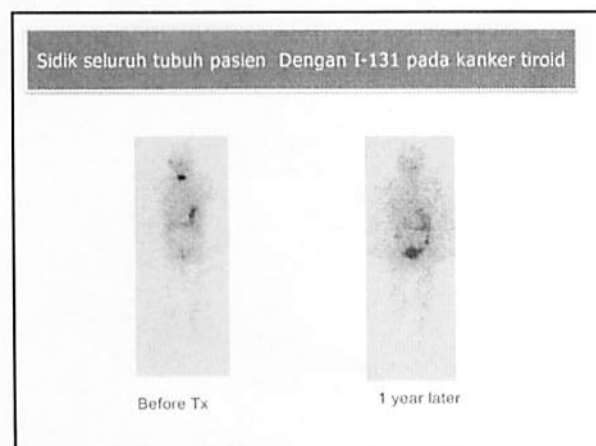 Sidik seluruh tubuh pasien Dengan I-131 pada kanker tiroid
Before Tx
1 year later